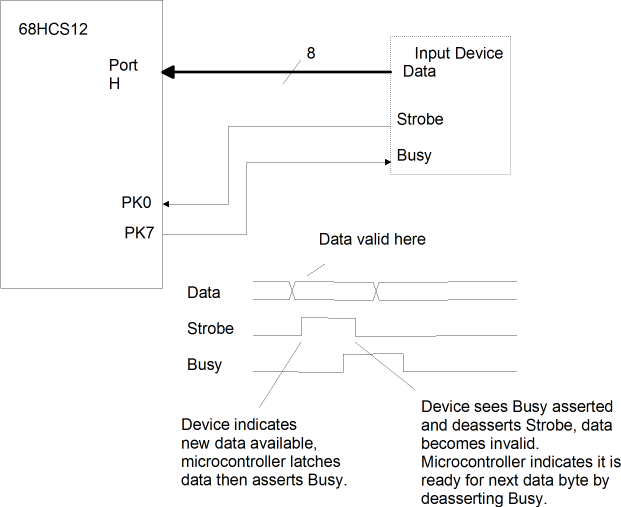 68HCS12
8
Input Device
Port
H
Data
Strobe
Busy
PK0
PK7
Data valid here
Data
Strobe
Busy
Device indicates
new data available,
microcontroller latches
data then asserts Busy.
Device sees Busy asserted
and deasserts Strobe, data
becomes invalid.
Microcontroller indicates it is
ready for next data byte by
deasserting Busy.